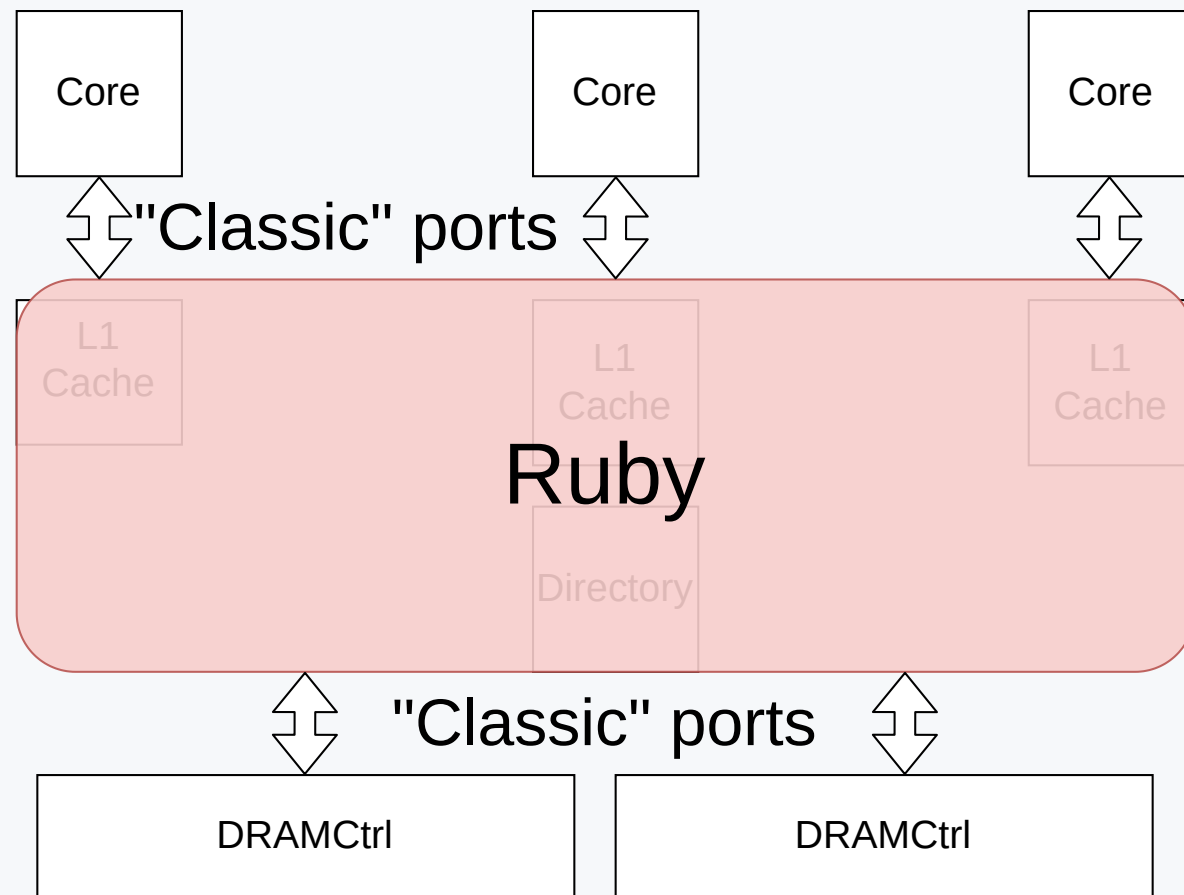 Core
Core
Core
"Classic" ports
L1
Cache
L1
Cache
L1
Cache
Ruby
Directory
"Classic" ports
DRAMCtrl
DRAMCtrl